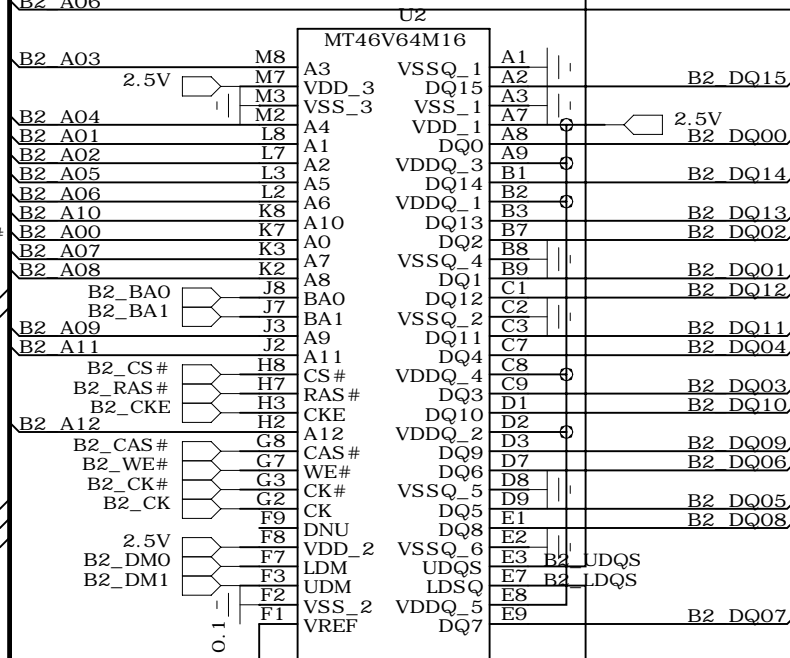 B2_A06
U2
MT46V64M16
B2_A03 M8 A3 VSSQ_1 A1
2.5V M7 VDD_3 DQ15 A2 B2_DQ15
M3 VSS_3 VSS_1 A3
B2_A04 M2 A4 VDD_1 A7 2.5V
B2_A01 L8 A1 DQ0 A8 B2_DQ00
B2_A02 L7 A2 VDDQ_3 A9
B2_A05 L3 A5 DQ14 B1 B2_DQ14
B2_A06 L2 A6 VDDQ_1 B2
B2_A10 K8 A10 DQ13 B3 B2_DQ13
B2_A00 K7 A0 DQ2 B7 B2_DQ02
B2_A07 K3 A7 VSSQ_4 B8
B2_A08 K2 A8 DQ1 B9 B2_DQ01
B2_BA0 J8 BA0 DQ12 C1 B2_DQ12
B2_BA1 J7 BA1 VSSQ_2 C2
B2_A09 J3 A9 DQ11 C3 B2_DQ11
B2_A11 J2 A11 DQ4 C7 B2_DQ04
B2_CS# H8 CS# VDDQ_4 C8
B2_RAS# H7 RAS# DQ3 C9 B2_DQ03
B2_CKE H3 CKE DQ10 D1 B2_DQ10
B2_A12 H2 A12 VDDQ_2 D2
B2_CAS# G8 CAS# DQ9 D3 B2_DQ09
B2_WE# G7 WE# DQ6 D7 B2_DQ06
B2_CK# G3 CK# VSSQ_5 D8
B2_CK G2 CK DQ5 D9 B2_DQ05
F9 DNU DQ8 E1 B2_DQ08
2.5V F8 VDD_2 VSSQ_6 E2
B2_DM0 F7 LDM UDQS E3 B2_UDQS
B2_DM1 F3 UDM LDSQ E7 B2_LDQS
F2 VSS_2 VDDQ_5 E8
F1 VREF DQ7 E9 B2_DQ07
0.1